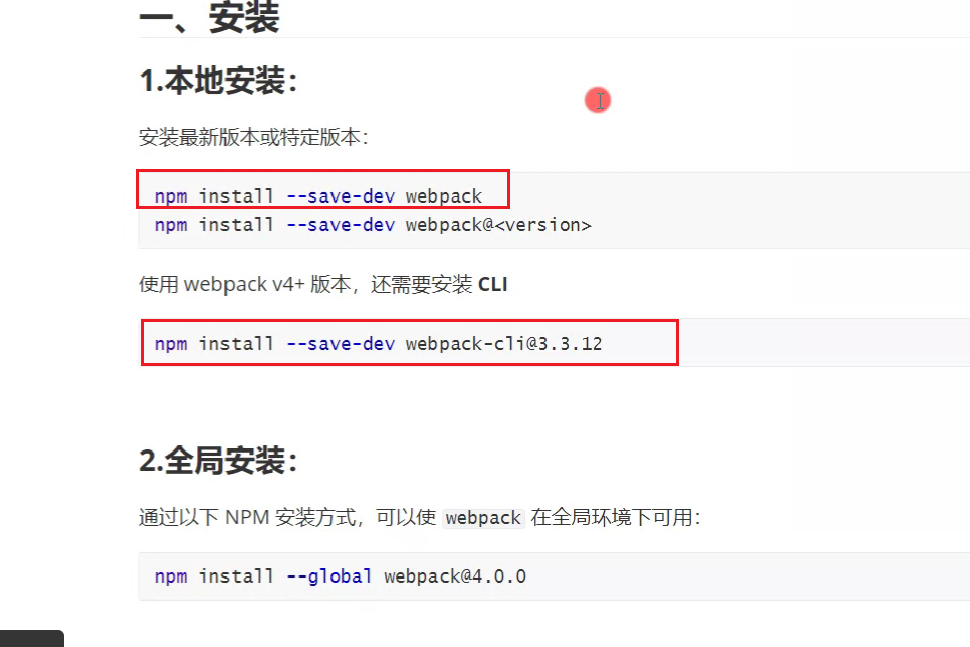 一、安装
1.本地安装：
安装最新版本或特定版本：
npm install --save-dev webpack
npm install --save-dev webpack@<version>
使用 webpack v4+ 版本，还需要安装 CLI
npm install --save-dev webpack-cli@3.3.12
2.全局安装：
通过以下 NPM 安装方式，可以使 webpack 在全局环境下可用：
npm install --global webpack@4.0.0